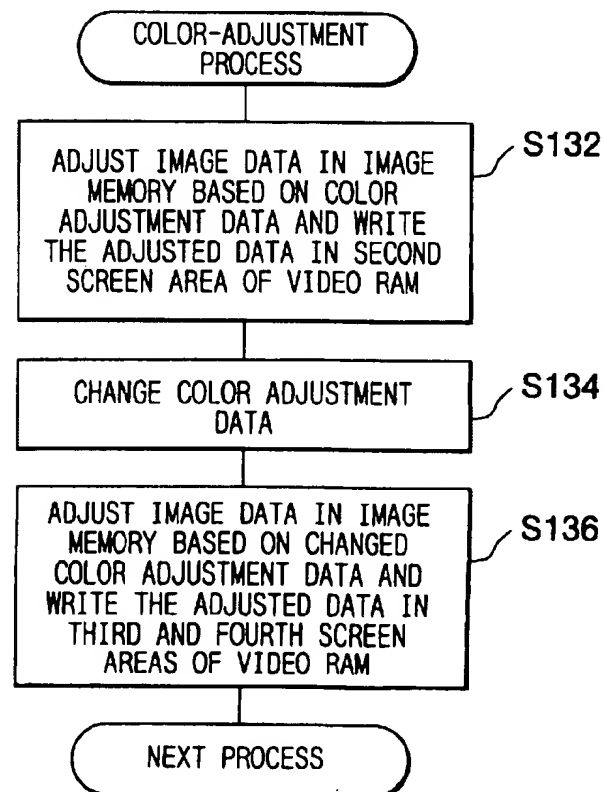 COLOR-ADJUSTMENT
PROCESS
S132
ADJUST IMAGE DATA IN IMAGE
MEMORY BASED ON COLOR
ADJUSTMENT DATA AND WRITE
THE ADJUSTED DATA IN SECOND
SCREEN AREA OF VIDEO RAM
S134
CHANGE COLOR ADJUSTMENT
DATA
S136
ADJUST IMAGE DATA IN IMAGE
MEMORY BASED ON CHANGED
COLOR ADJUSTMENT DATA AND
WRITE THE ADJUSTED DATA IN
THIRD AND FOURTH SCREEN
AREAS OF VIDEO RAM
NEXT PROCESS